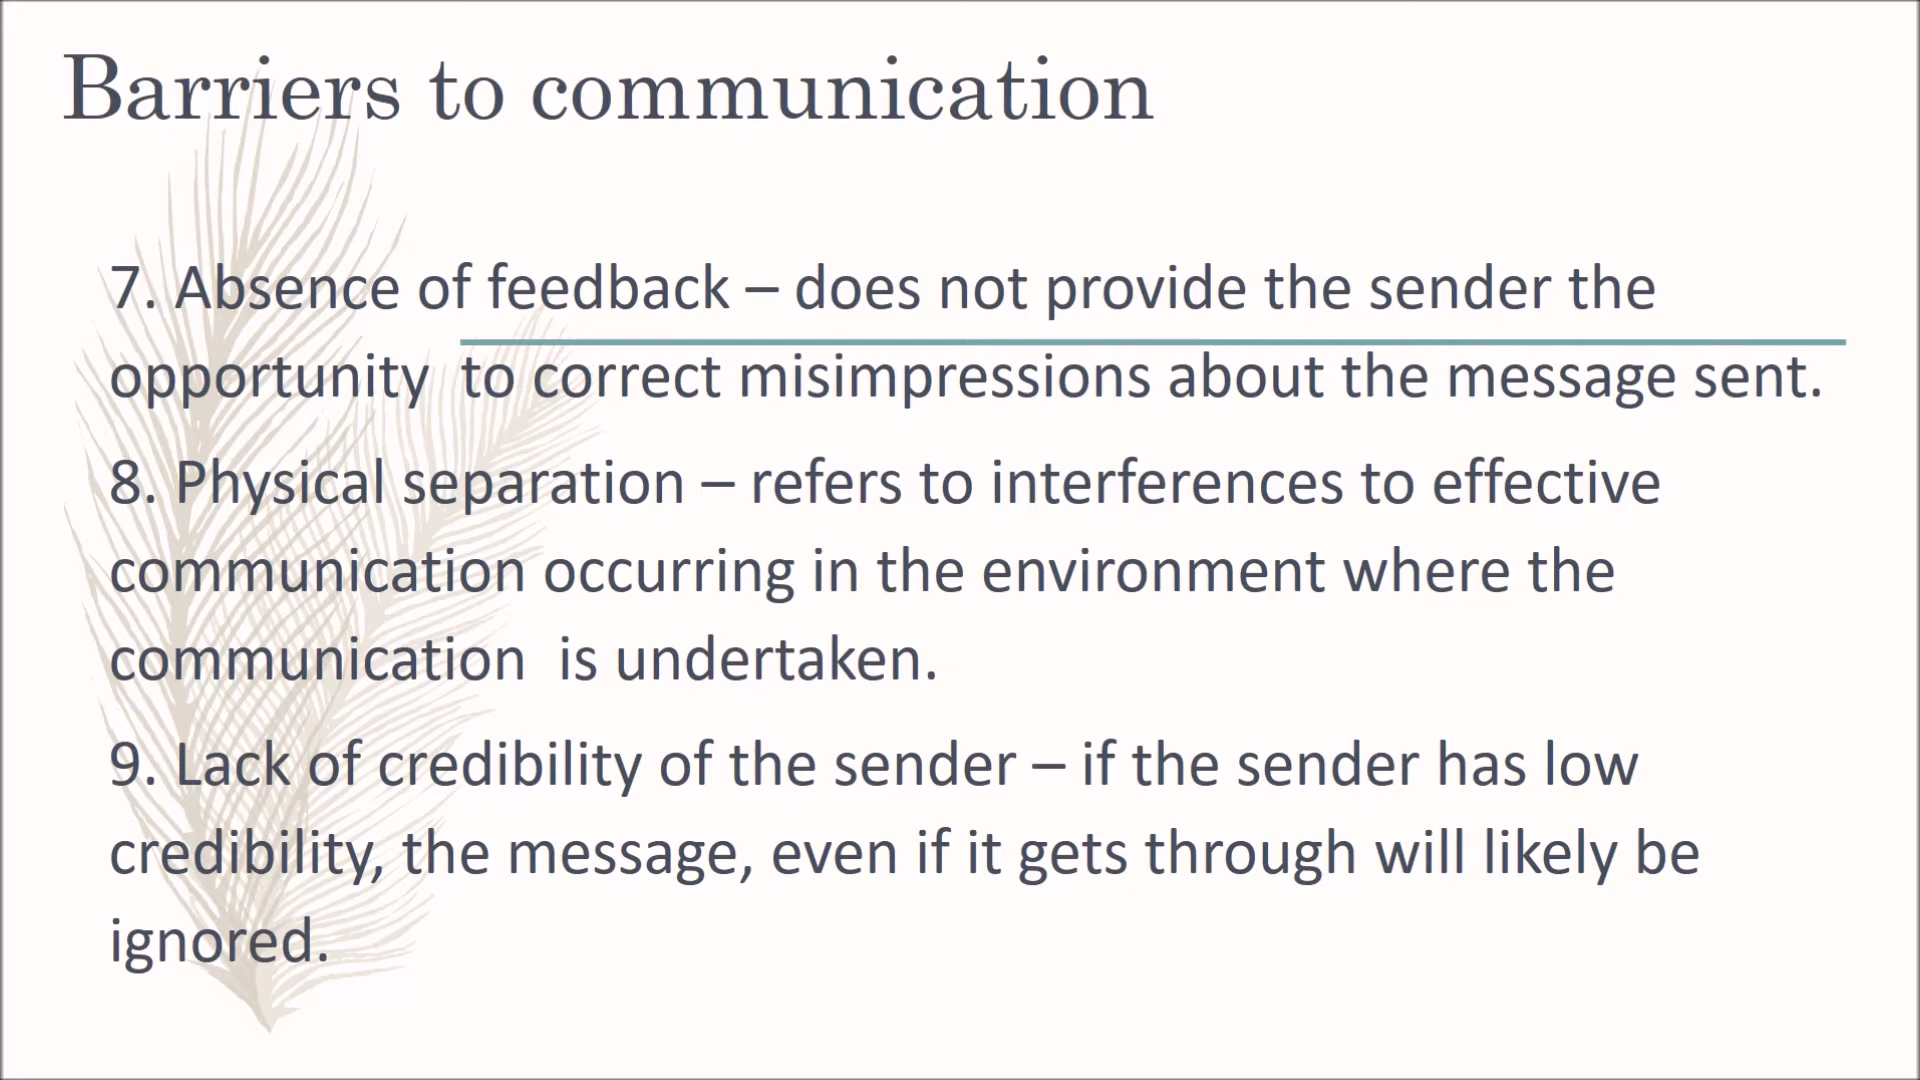 Barriers to communication
7. Absence of feedback – does not provide the sender the
opportunity  to correct misimpressions about the message sent.
8. Physical separation – refers to interferences to effective
communication occurring in the environment where the
communication  is undertaken.
9. Lack of credibility of the sender – if the sender has low
credibility, the message, even if it gets through will likely be
ignored.